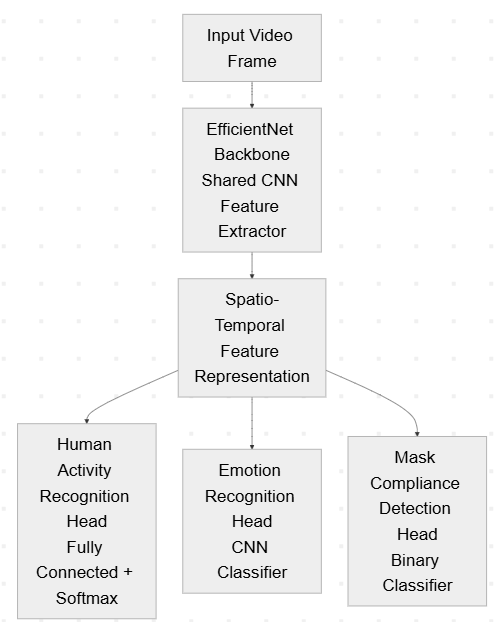 Input Video
Frame
EfficientNet
Backbone
Shared CNN
Feature
Extractor
Spatio-
Temporal
Feature
Representation
Human
Activity
Recognition
Head
Fully
Connected +
Softmax
Emotion
Recognition
Head
CNN
Classifier
Mask
Compliance
Detection
Head
Binary
Classifier